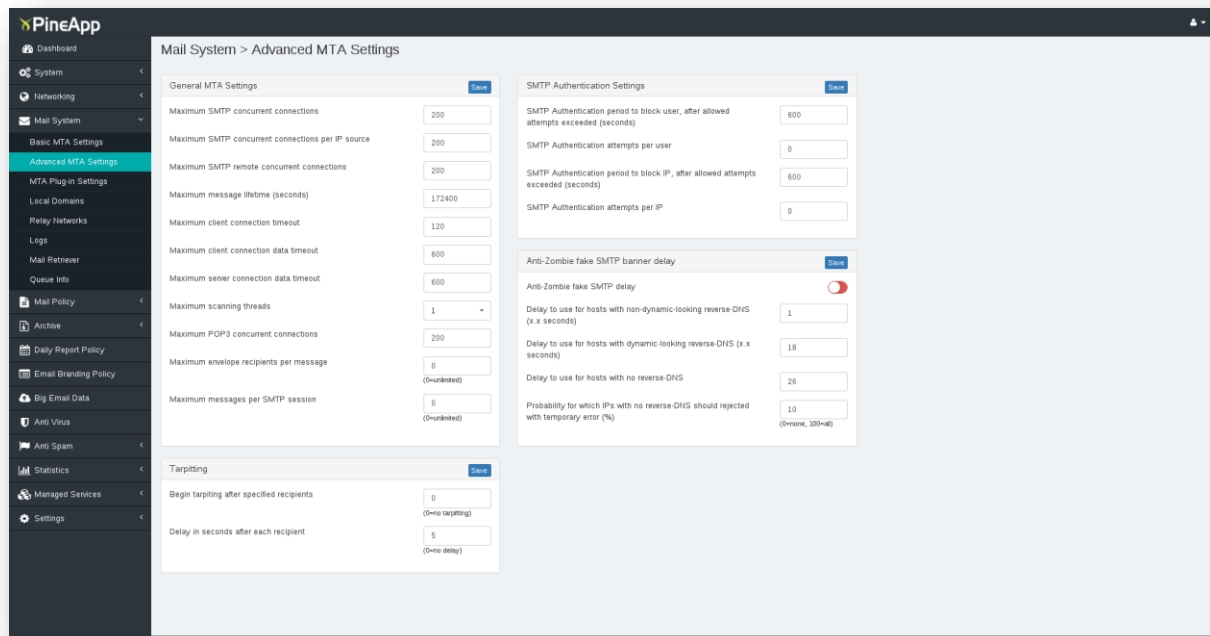 PineApp
Dashboard
System
Networking
Mail System
Basic MTA Settings
Advanced MTA Settings
MTA Plug-in Settings
Local Domains
Relay Networks
Logs
Mail Retriever
Queue Info
Mail Policy
Archive
Daily Report Policy
Email Branding Policy
Big Email Data
Anti Virus
Anti Spam
Statistics
Managed Services
Settings
Mail System > Advanced MTA Settings
General MTA Settings
Save
Maximum SMTP concurrent connections
200
Maximum SMTP concurrent connections per IP source
200
Maximum SMTP remote concurrent connections
200
Maximum message lifetime (seconds)
172400
Maximum client connection timeout
120
Maximum client connection data timeout
600
Maximum server connection data timeout
600
Maximum scanning threads
1
Maximum POP3 concurrent connections
200
Maximum envelope recipients per message
0
(0=unlimited)
Maximum messages per SMTP session
0
(0=unlimited)
Tarpitting
Save
Begin tarpiting after specified recipients
0
(0=no tarpitting)
Delay in seconds after each recipient
5
(0=no delay)
SMTP Authentication Settings
Save
SMTP Authentication period to block user, after allowed
attempts exceeded (seconds)
600
SMTP Authentication attempts per user
0
SMTP Authentication period to block IP, after allowed attempts
exceeded (seconds)
600
SMTP Authentication attempts per IP
0
Anti-Zombie fake SMTP banner delay
Save
Anti-Zombie fake SMTP delay
Delay to use for hosts with non-dynamic-looking reverse-DNS
(x.x seconds)
1
Delay to use for hosts with dynamic-looking reverse-DNS (x.x
seconds)
18
Delay to use for hosts with no reverse-DNS
26
Probability for which IPs with no reverse-DNS should rejected
with temporary error (%)
10
(0=none, 100=all)